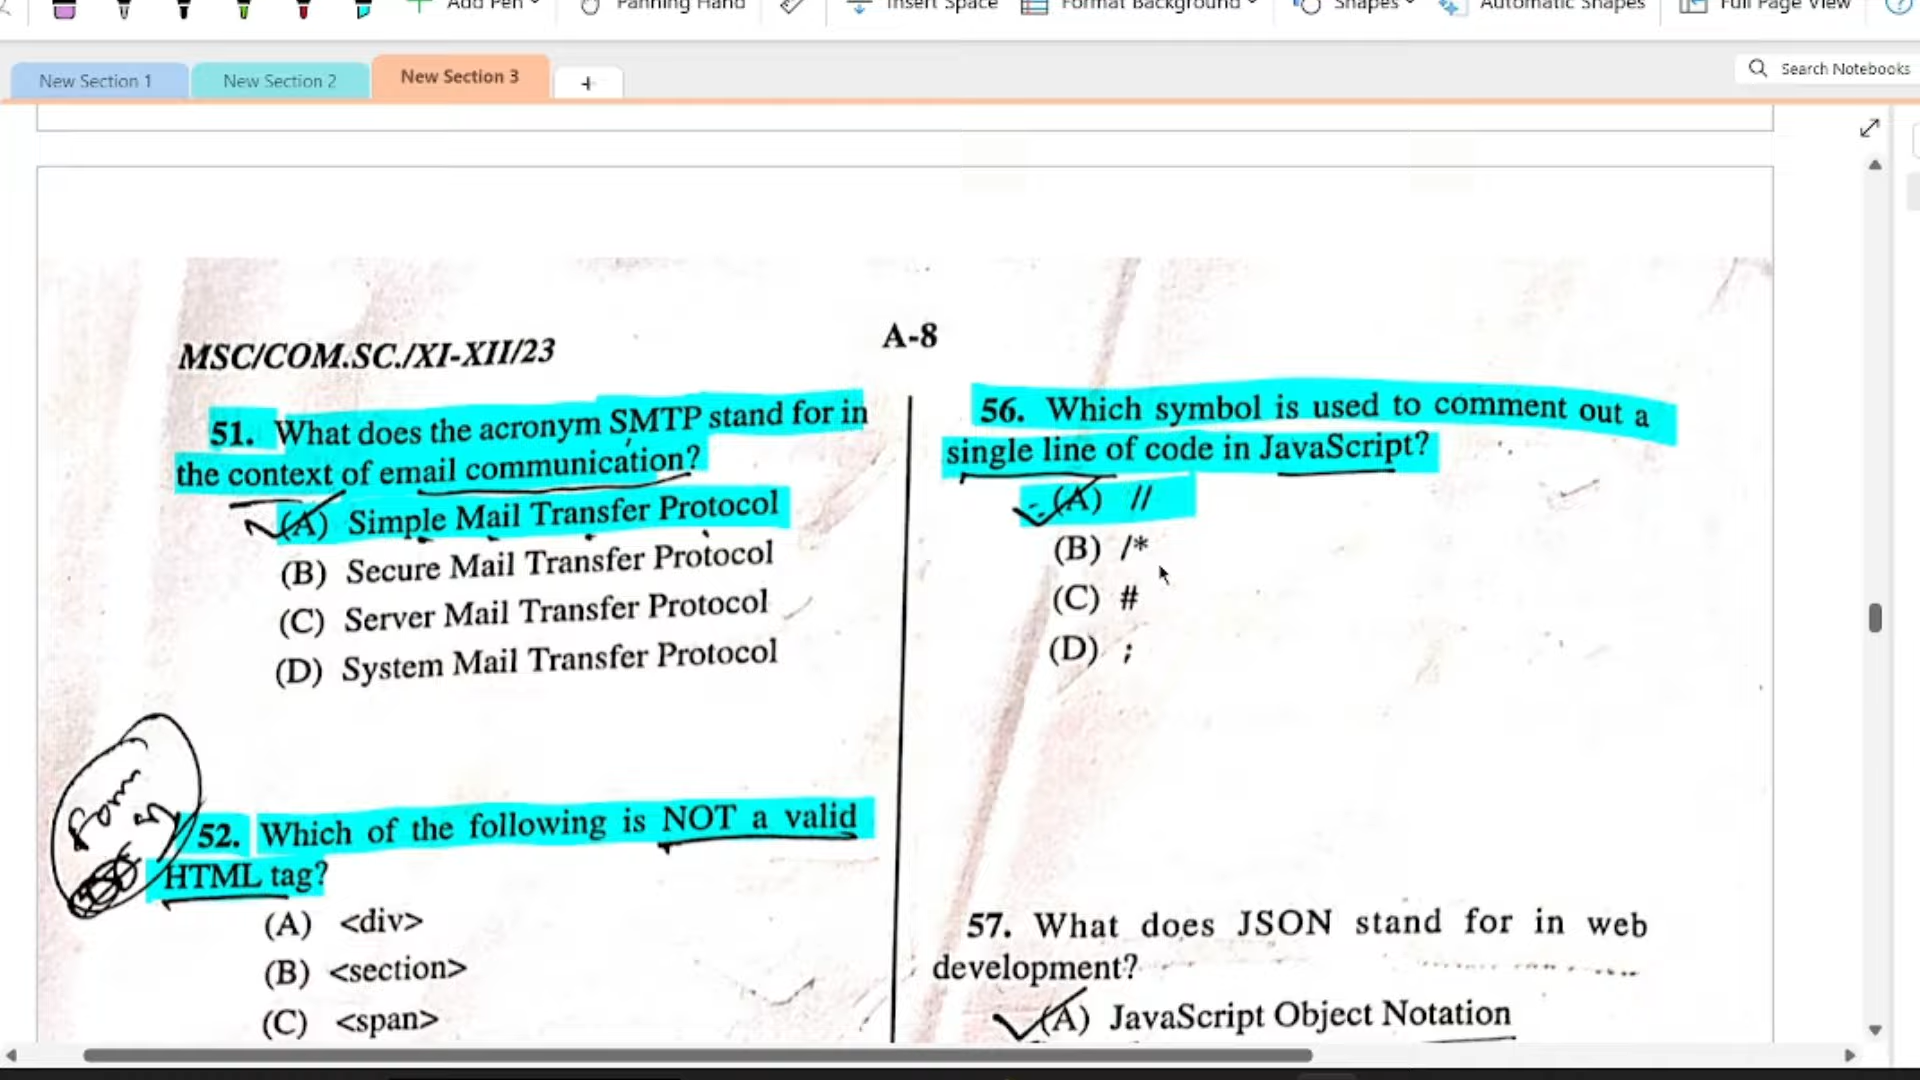 Add Pen
Panning Hand
Insert Space
Format Background
Shapes
Automatic Shapes
Full Page View
New Section 1
New Section 2
New Section 3
+
Search Notebooks
MSC/COM.SC./XI-XII/23
A-8
51. What does the acronym SMTP stand for in
the context of email communication?
(A) Simple Mail Transfer Protocol
(B) Secure Mail Transfer Protocol
(C) Server Mail Transfer Protocol
(D) System Mail Transfer Protocol
52. Which of the following is NOT a valid
HTML tag?
(A) <div>
(B) <section>
(C) <span>
56. Which symbol is used to comment out a
single line of code in JavaScript?
(A) //
(B) /*
(C) #
(D) ;
57. What does JSON stand for in web
development?
(A) JavaScript Object Notation